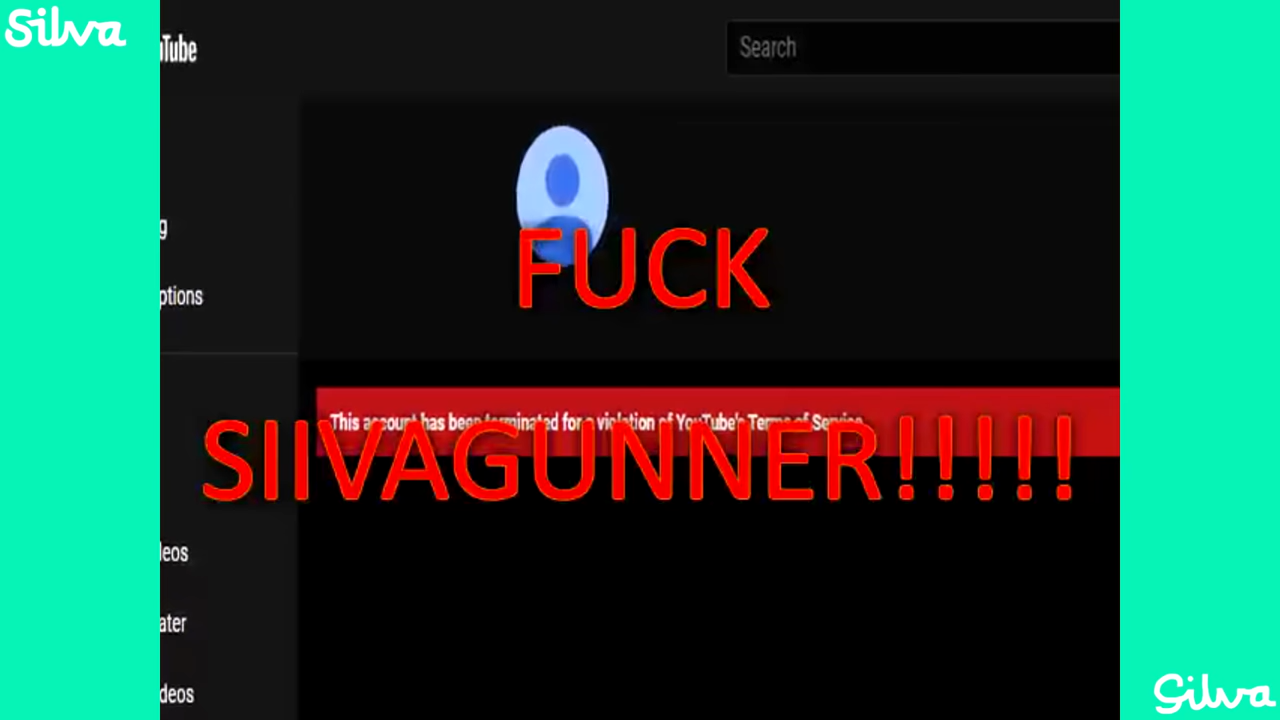 Silva
uTube
Search
g
ptions
FUCK
This account has been terminated for a violation of YouTube's Terms of Service.
SIIVAGUNNER!!!!!
deos
ater
deos
Silva